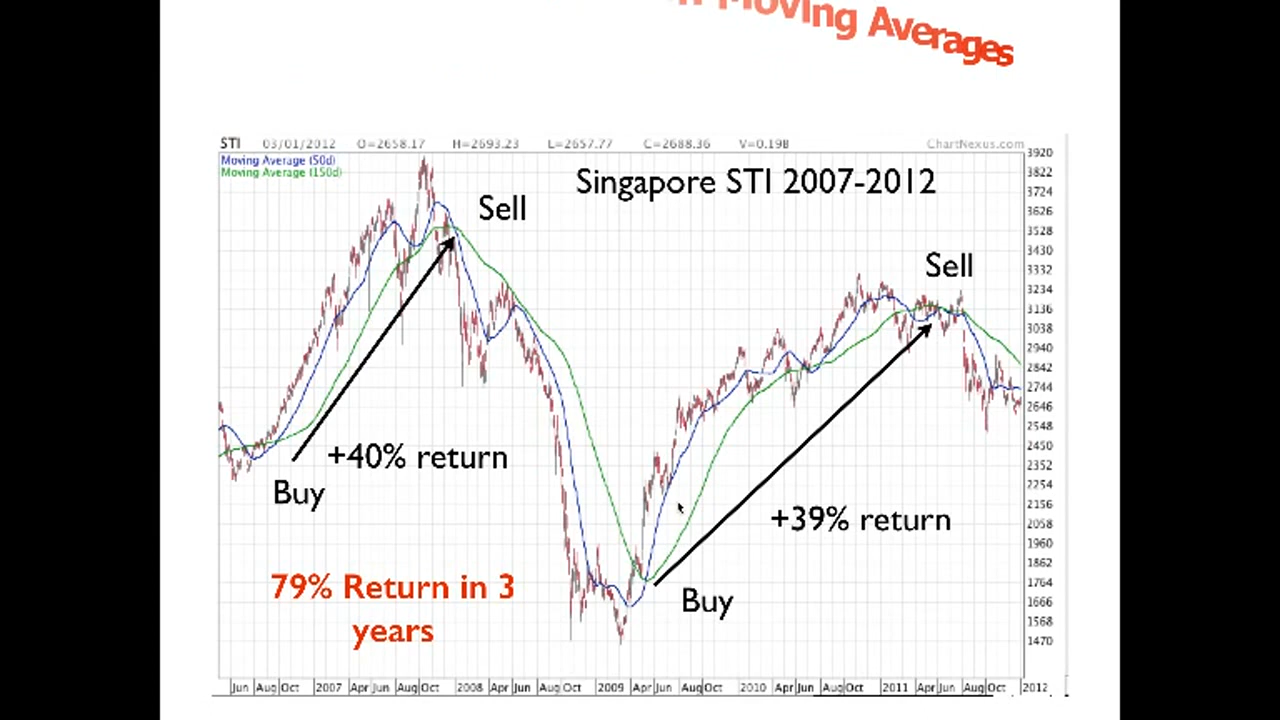 Moving Averages
STI 03/01/2012 O=2658.17 H=2693.23 L=2657.77 C=2688.36 V=0.19B ChartNexus.com
Moving Average (50d)
Moving Average (150d)
Singapore STI 2007-2012
Sell
Sell
+40% return
Buy
+39% return
Buy
79% Return in 3
years
3920
3822
3724
3626
3528
3430
3332
3234
3136
3038
2940
2842
2744
2646
2548
2450
2352
2254
2156
2058
1960
1862
1764
1666
1568
1470
Jun Aug Oct 2007 Apr Jun Aug Oct 2008 Apr Jun Aug Oct 2009 Apr Jun Aug Oct 2010 Apr Jun Aug Oct 2011 Apr Jun Aug Oct 2012